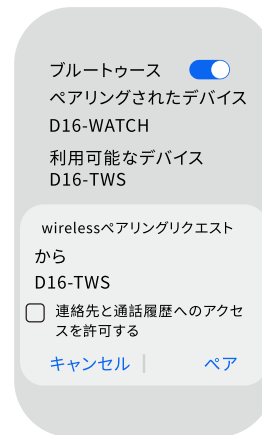 ブルートゥース
ペアリングされたデバイス
D16-WATCH
利用可能なデバイス
D16-TWS
wirelessペアリングリクエスト
から
D16-TWS
連絡先と通話履歴へのアクセ
スを許可する
キャンセル | ペア